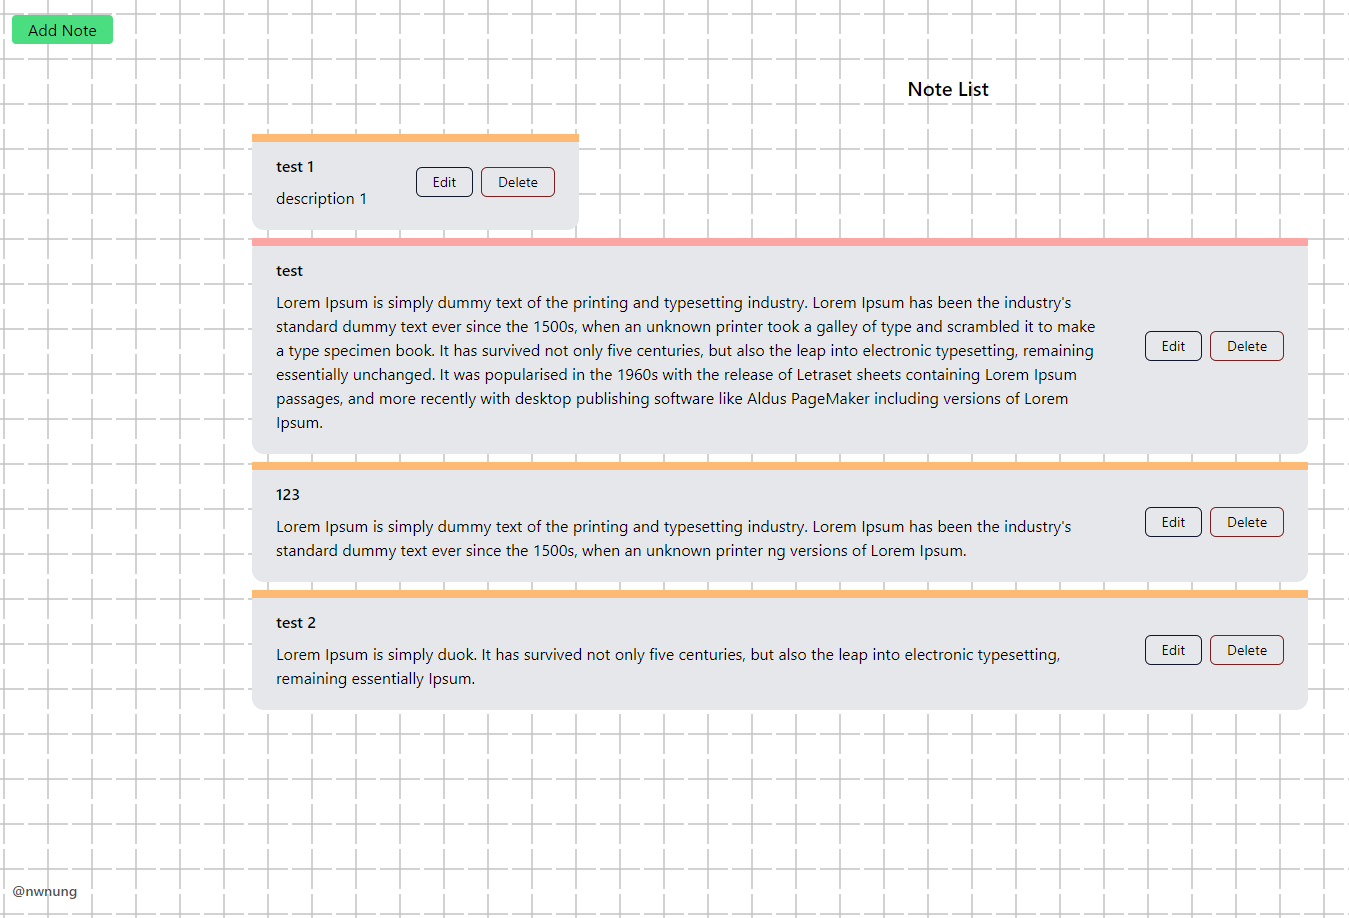 Add Note
Note List
test 1
description 1
Edit
Delete
test
Lorem Ipsum is simply dummy text of the printing and typesetting industry. Lorem Ipsum has been the industry's
standard dummy text ever since the 1500s, when an unknown printer took a galley of type and scrambled it to make
a type specimen book. It has survived not only five centuries, but also the leap into electronic typesetting, remaining
essentially unchanged. It was popularised in the 1960s with the release of Letraset sheets containing Lorem Ipsum
passages, and more recently with desktop publishing software like Aldus PageMaker including versions of Lorem
Ipsum.
Edit
Delete
123
Lorem Ipsum is simply dummy text of the printing and typesetting industry. Lorem Ipsum has been the industry's
standard dummy text ever since the 1500s, when an unknown printer ng versions of Lorem Ipsum.
Edit
Delete
test 2
Lorem Ipsum is simply duok. It has survived not only five centuries, but also the leap into electronic typesetting,
remaining essentially Ipsum.
Edit
Delete
@nwnung